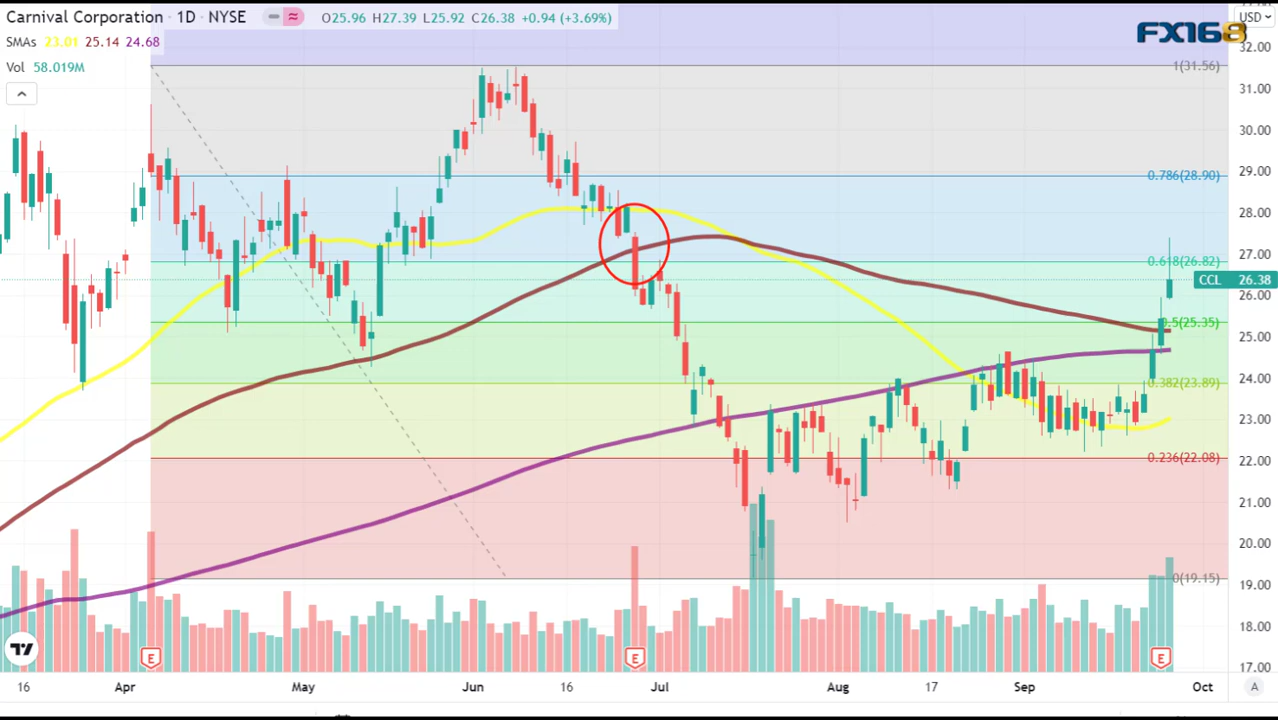 Carnival Corporation · 1D · NYSE O25.96 H27.39 L25.92 C26.38 +0.94 (+3.69%)
SMAs 23.01 25.14 24.68
Vol 58.019M
USD
FX168
32.00
1(31.56)
31.00
30.00
29.00
0.786(28.90)
28.00
27.00
0.618(26.82)
CCL 26.38
26.00
0.5(25.35)
25.00
24.00
0.382(23.89)
23.00
22.00
0.236(22.08)
21.00
20.00
19.00
0(19.15)
18.00
17.00
E E E
16 Apr May Jun 16 Jul Aug 17 Sep Oct A